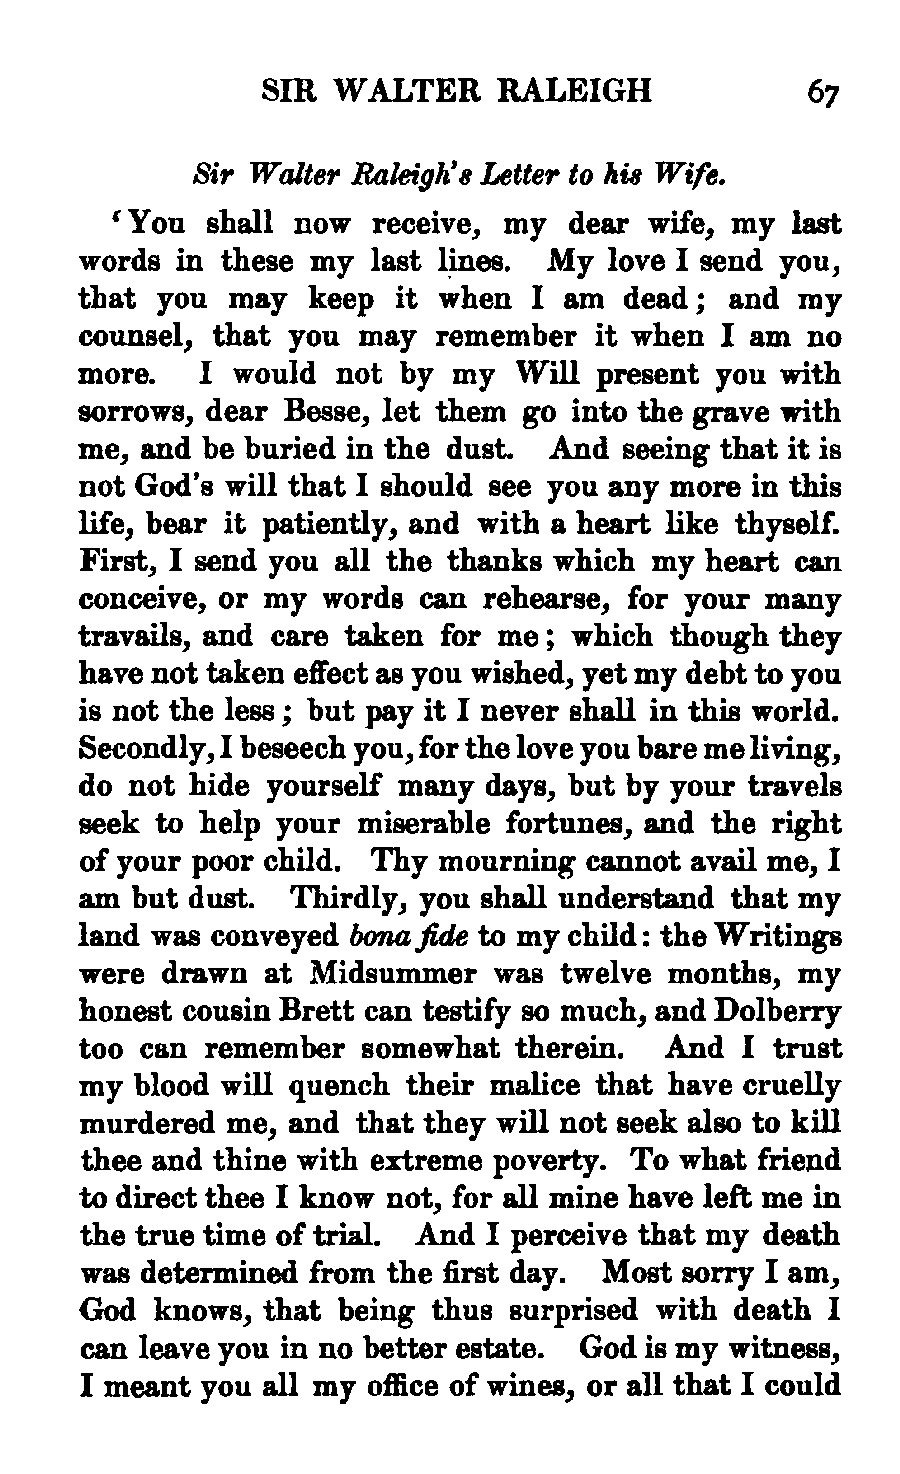 SIR WALTER RALEIGH 67
Sir Walter Raleigh's Letter to his Wife.
‘You shall now receive, my dear wife, my last
words in these my last lines. My love I send you,
that you may keep it when I am dead; and my
counsel, that you may remember it when I am no
more. I would not by my Will present you with
sorrows, dear Besse, let them go into the grave with
me, and be buried in the dust. And seeing that it is
not God's will that I should see you any more in this
life, bear it patiently, and with a heart like thyself.
First, I send you all the thanks which my heart can
conceive, or my words can rehearse, for your many
travails, and care taken for me; which though they
have not taken effect as you wished, yet my debt to you
is not the less; but pay it I never shall in this world.
Secondly, I beseech you, for the love you bare me living,
do not hide yourself many days, but by your travels
seek to help your miserable fortunes, and the right
of your poor child. Thy mourning cannot avail me, I
am but dust. Thirdly, you shall understand that my
land was conveyed bona fide to my child: the Writings
were drawn at Midsummer was twelve months, my
honest cousin Brett can testify so much, and Dolberry
too can remember somewhat therein. And I trust
my blood will quench their malice that have cruelly
murdered me, and that they will not seek also to kill
thee and thine with extreme poverty. To what friend
to direct thee I know not, for all mine have left me in
the true time of trial. And I perceive that my death
was determined from the first day. Most sorry I am,
God knows, that being thus surprised with death I
can leave you in no better estate. God is my witness,
I meant you all my office of wines, or all that I could